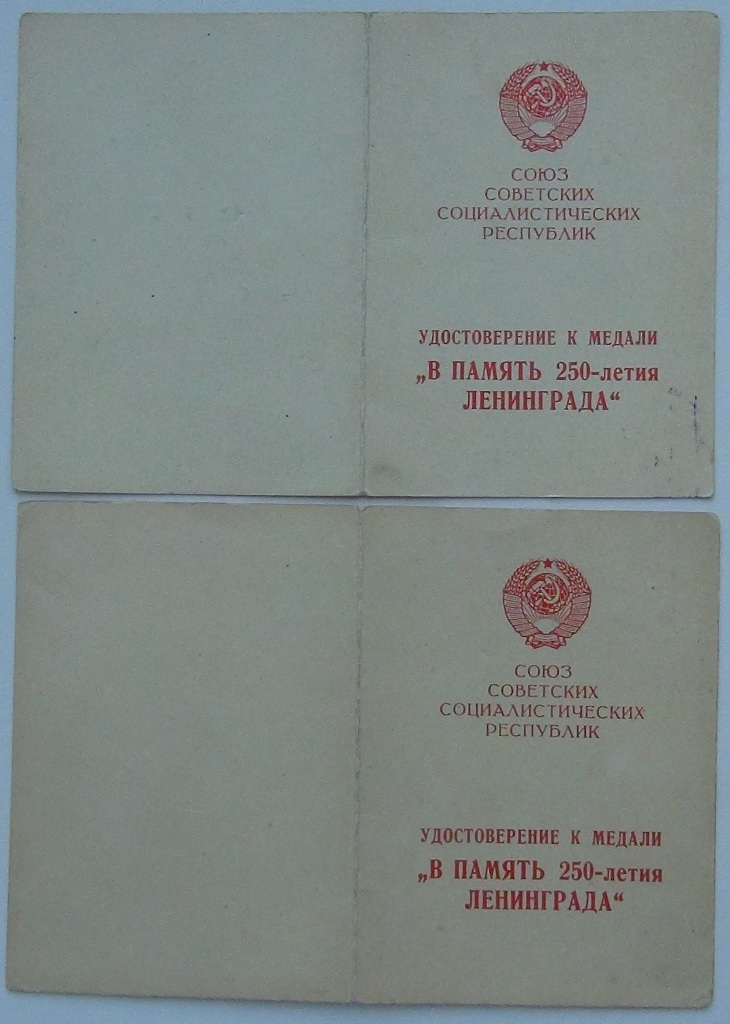 СОЮЗ
СОВЕТСКИХ
СОЦИАЛИСТИЧЕСКИХ
РЕСПУБЛИК
УДОСТОВЕРЕНИЕ К МЕДАЛИ
„В ПАМЯТЬ 250-летия
ЛЕНИНГРАДА“
СОЮЗ
СОВЕТСКИХ
СОЦИАЛИСТИЧЕСКИХ
РЕСПУБЛИК
УДОСТОВЕРЕНИЕ К МЕДАЛИ
„В ПАМЯТЬ 250-летия
ЛЕНИНГРАДА“